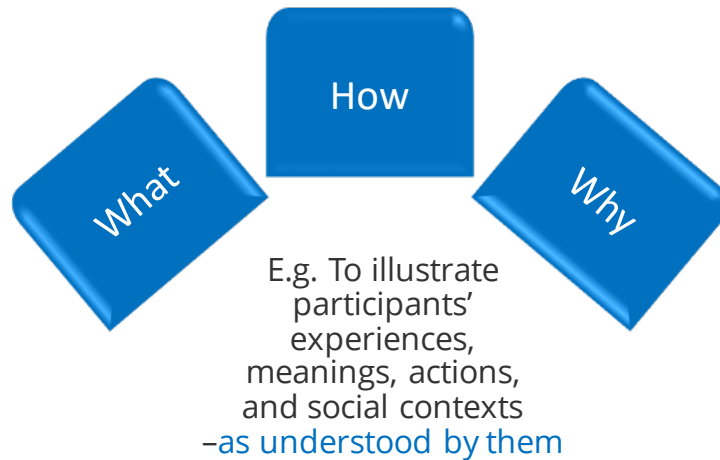 What
How
Why
E.g. To illustrate
participants’
experiences,
meanings, actions,
and social contexts
–as understood by them